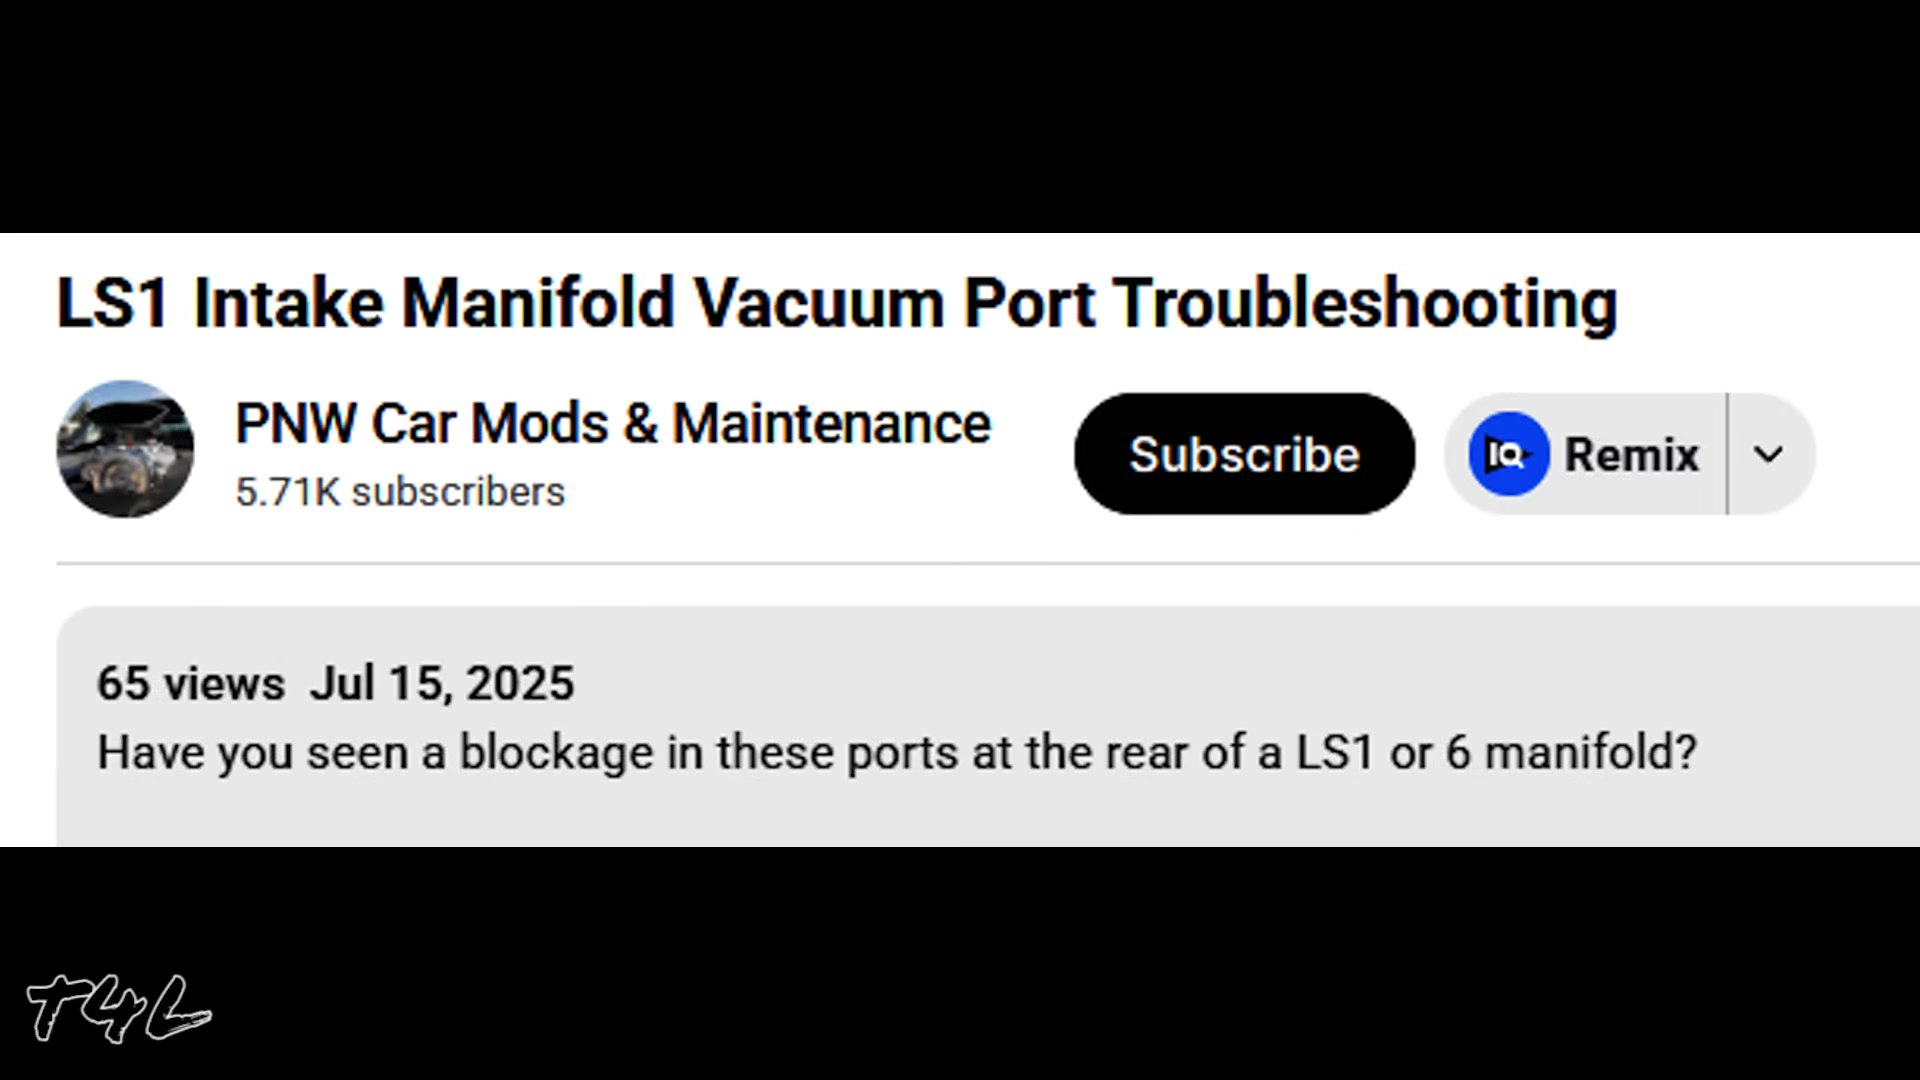 LS1 Intake Manifold Vacuum Port Troubleshooting
PNW Car Mods & Maintenance
5.71K subscribers
Subscribe
IQ Remix
65 views Jul 15, 2025
Have you seen a blockage in these ports at the rear of a LS1 or 6 manifold?
T4L